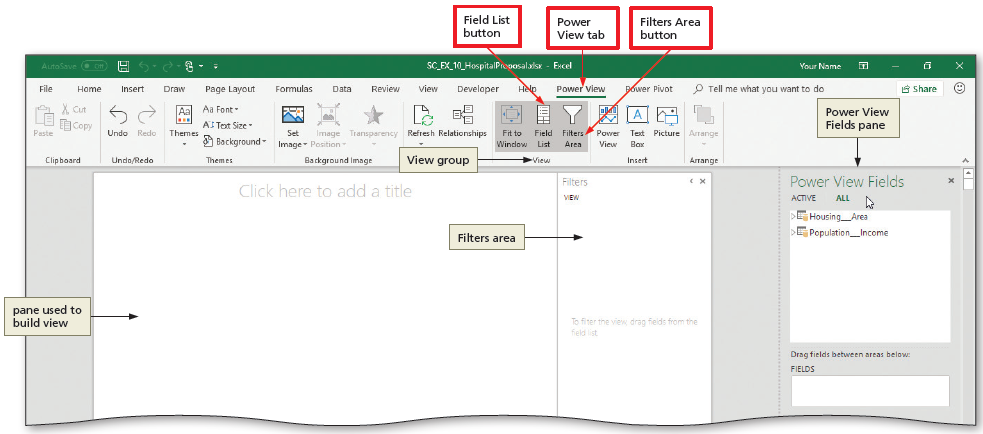 Field List
button
Power
View tab
Filters Area
button
AutoSave Off
SC_EX_10_HospitalProposal.xlsx - Excel
Your Name
File Home Insert Draw Page Layout Formulas Data Review View Developer Help Power View Power Pivot Tell me what you want to do Share
Paste
Cut
Copy
Clipboard
Undo
Redo
Undo/Redo
Themes
Font
Text Size
Background
Themes
Set
Image
Image
Position
Transparency
Background Image
Refresh
Relationships
Fit to
Window
Field
List
Filters
Area
View
Power
View
Text
Box
Picture
Insert
Arrange
Arrange
Power View
Fields pane
View group
Click here to add a title
Filters
VIEW
To filter the view, drag fields from the
field list.
Filters area
pane used to
build view
Power View Fields
ACTIVE ALL
Housing___Area
Population___Income
Drag fields between areas below:
FIELDS